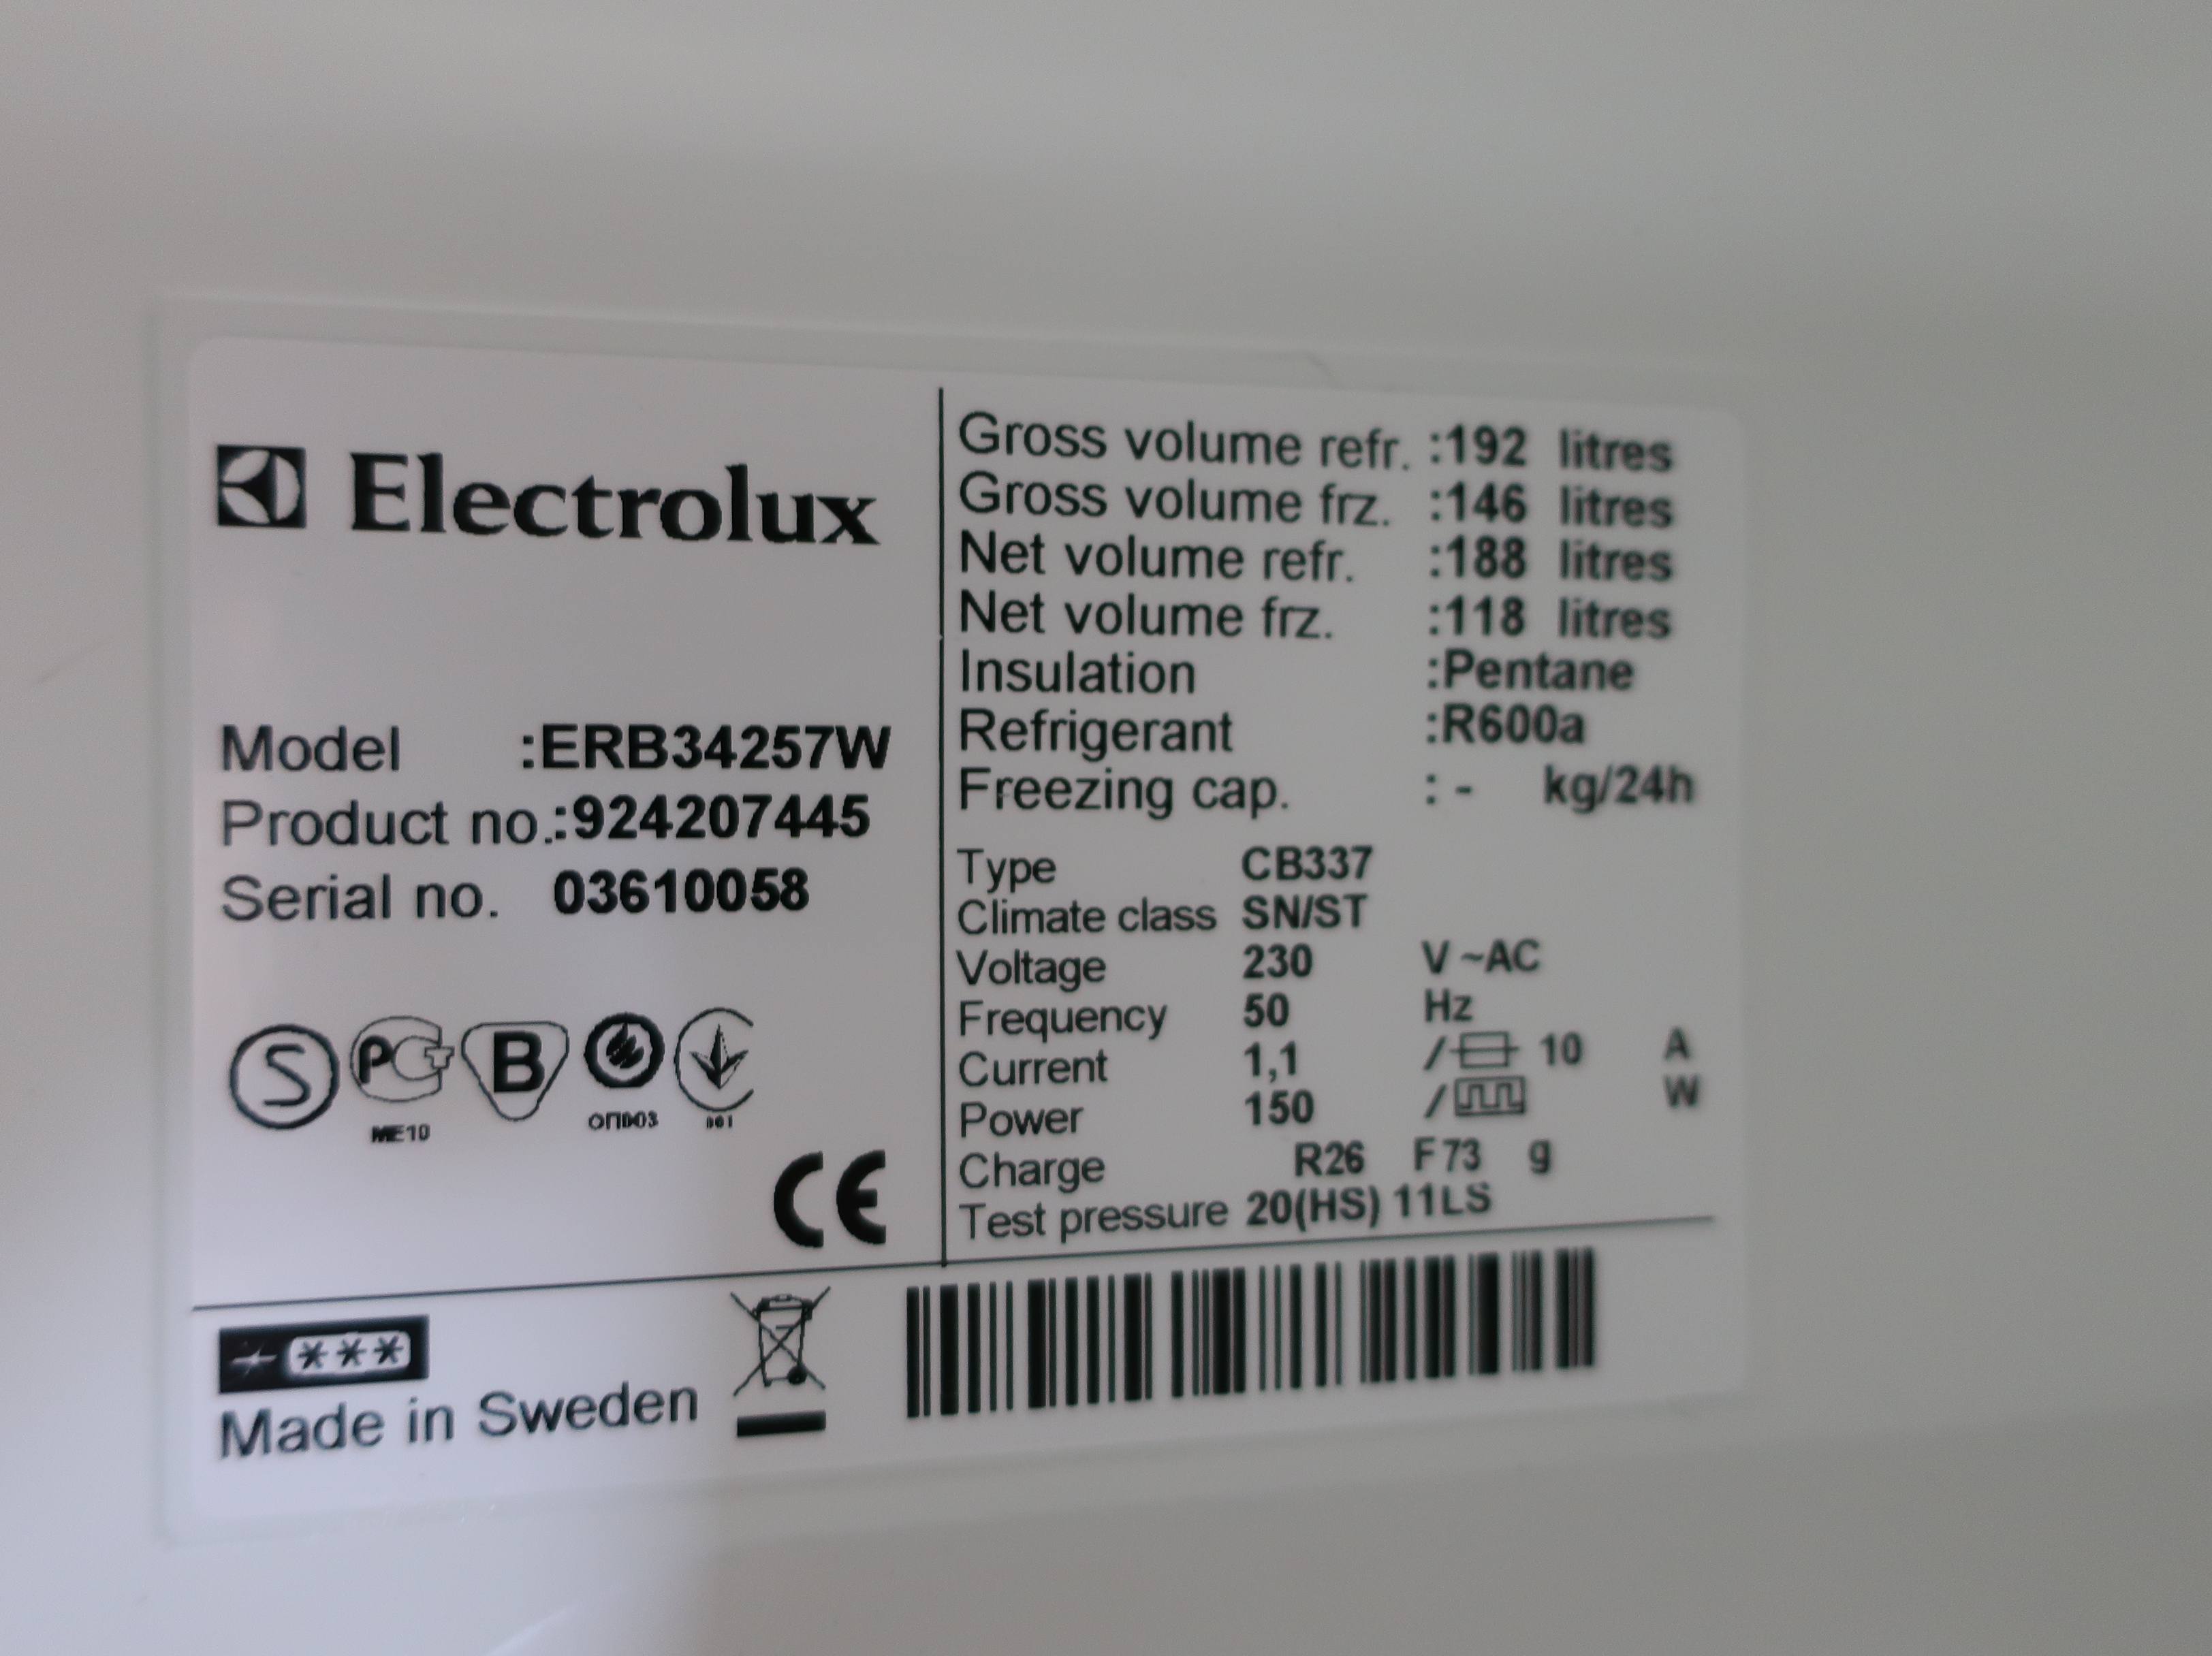 Electrolux
Model :ERB34257W
Product no.:924207445
Serial no. 03610058
S PCT B
ME10 ОП003 001
CE
Gross volume refr. :192 litres
Gross volume frz. :146 litres
Net volume refr. :188 litres
Net volume frz. :118 litres
Insulation :Pentane
Refrigerant :R600a
Freezing cap. : - kg/24h
Type CB337
Climate class SN/ST
Voltage 230 V ~AC
Frequency 50 Hz
Current 1,1 / 10 A
Power 150 / W
Charge R26 F73 g
Test pressure 20(HS) 11LS
***
Made in Sweden